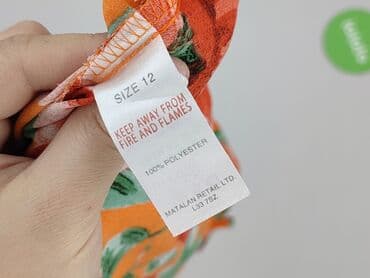 SIZE 12
KEEP AWAY FROM
FIRE AND FLAMES
100% POLYESTER
MATALAN RETAIL LTD.
L33 7SZ